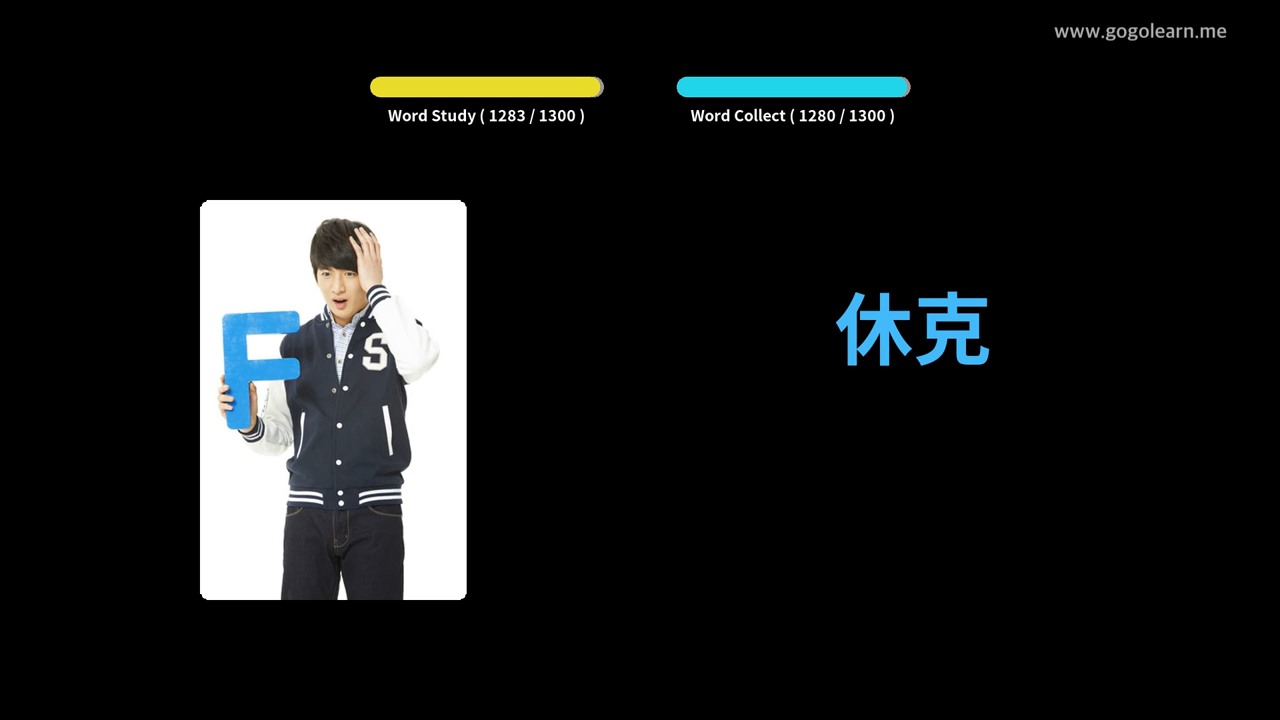 www.gogolearn.me
Word Study ( 1283 / 1300 )
Word Collect ( 1280 / 1300 )
F
S
休克